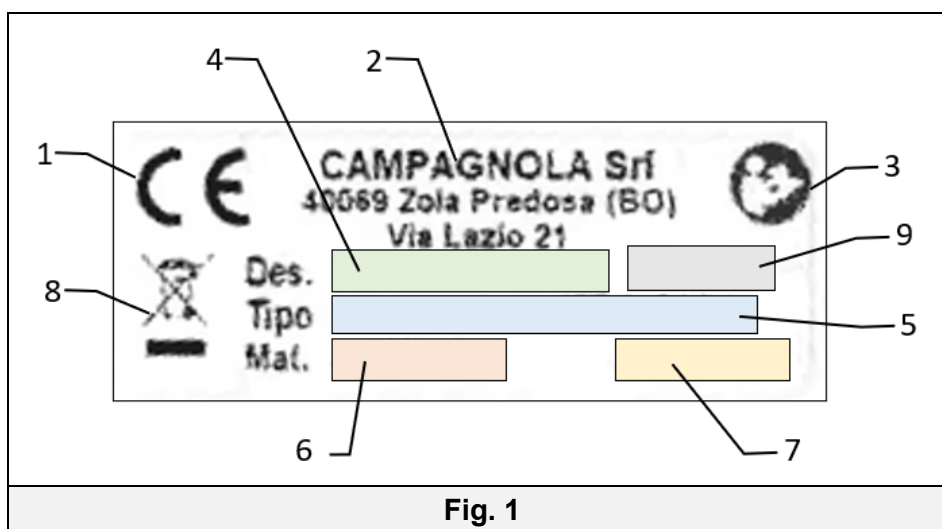 4 2
1 CE CAMPAGNOLA Srl 3
40069 Zola Predosa (BO)
Via Lazio 21 9
8 Des.
Tipo 5
Mat.
6 7
Fig. 1